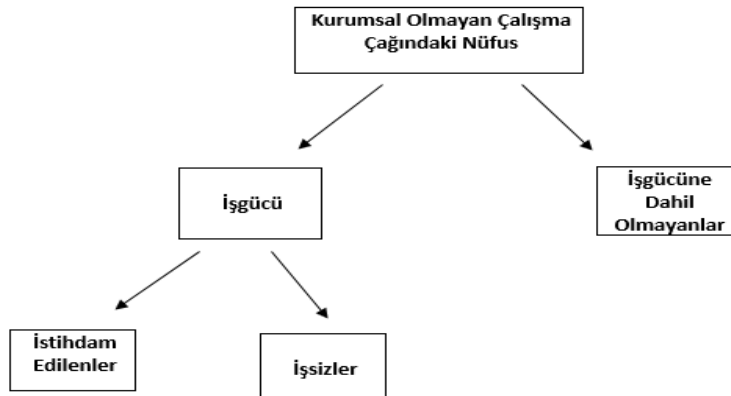 Kurumsal Olmayan Çalışma
Çağındaki Nüfus
İşgücü
İşgücüne
Dahil
Olmayanlar
İstihdam
Edilenler
İşsizler